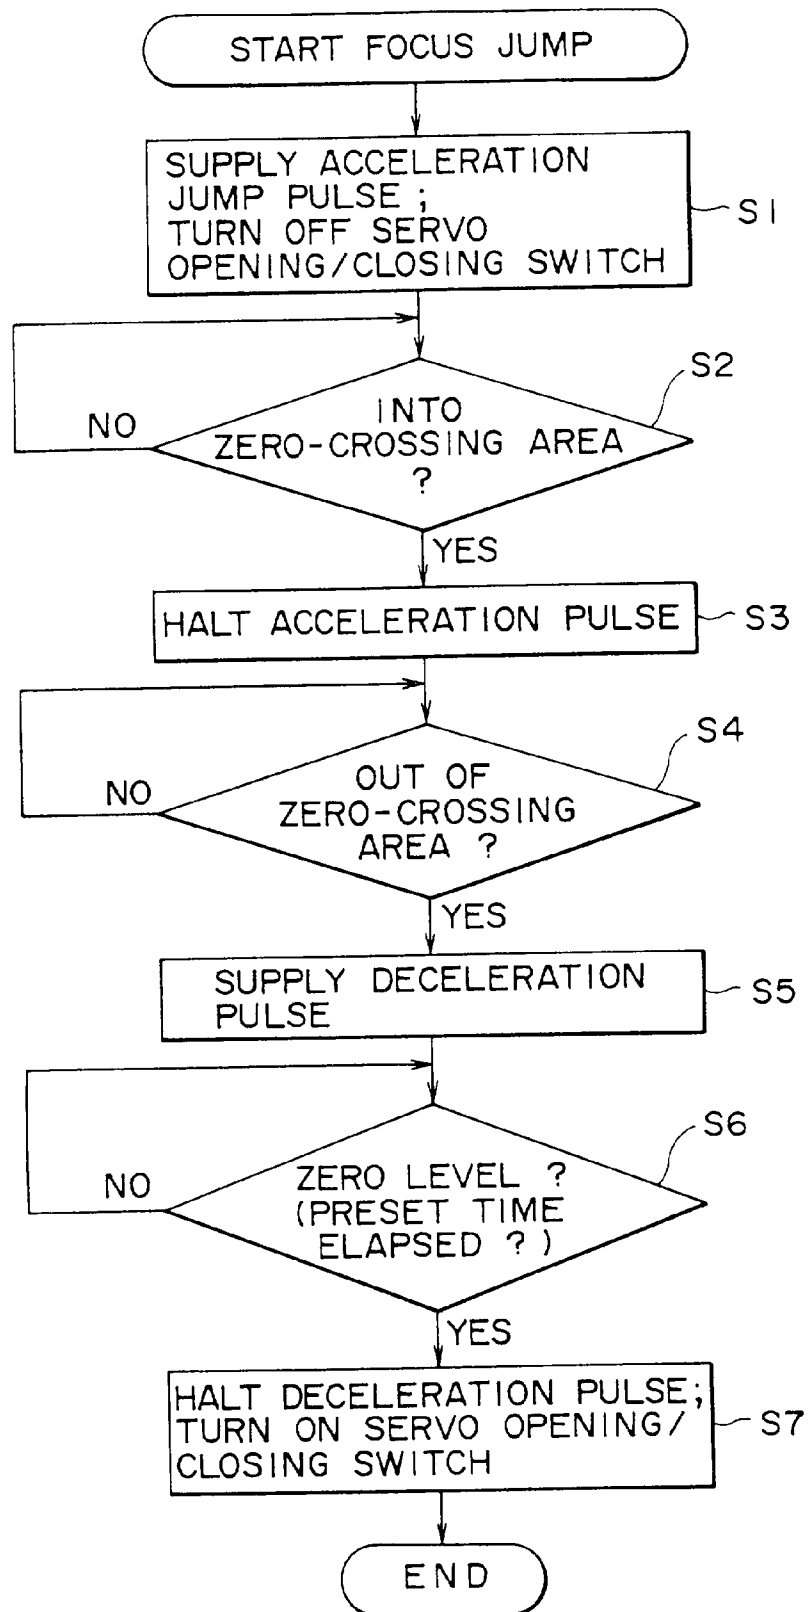 START FOCUS JUMP
SUPPLY ACCELERATION
JUMP PULSE ;
TURN OFF SERVO
OPENING/CLOSING SWITCH
S1
S2
INTO
ZERO-CROSSING AREA
?
NO
YES
HALT ACCELERATION PULSE
S3
S4
OUT OF
ZERO-CROSSING
AREA ?
NO
YES
SUPPLY DECELERATION
PULSE
S5
S6
ZERO LEVEL ?
(PRESET TIME
ELAPSED ? )
NO
YES
HALT DECELERATION PULSE;
TURN ON SERVO OPENING/
CLOSING SWITCH
S7
END